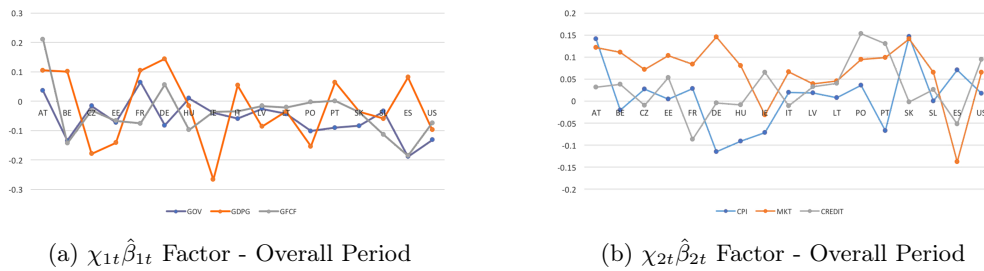 0.3
0.2
0.1
0
-0.1
-0.2
-0.3
AT BE CZ EE FR DE HU IE IT LV LT PO PT SK SL ES US
GOV GDPG GFCF
(a) χ1tβ̂1t Factor - Overall Period
0.2
0.15
0.1
0.05
0
-0.05
-0.1
-0.15
-0.2
AT BE CZ EE FR DE HU IE IT LV LT PO PT SK SL ES US
CPI MKT CREDIT
(b) χ2tβ̂2t Factor - Overall Period